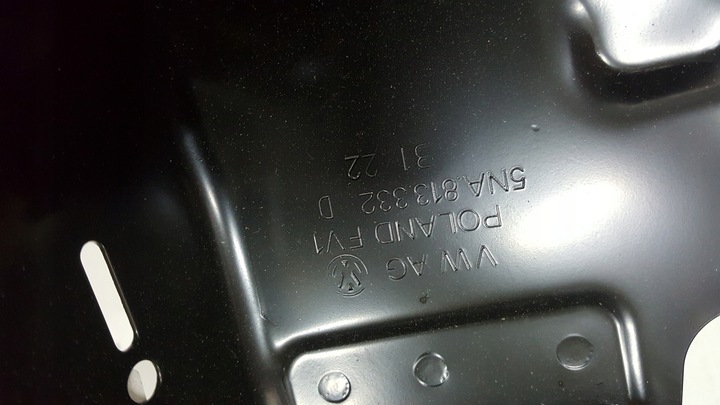 VW AG
POLAND FV1
5NA.813.332 D
31 22